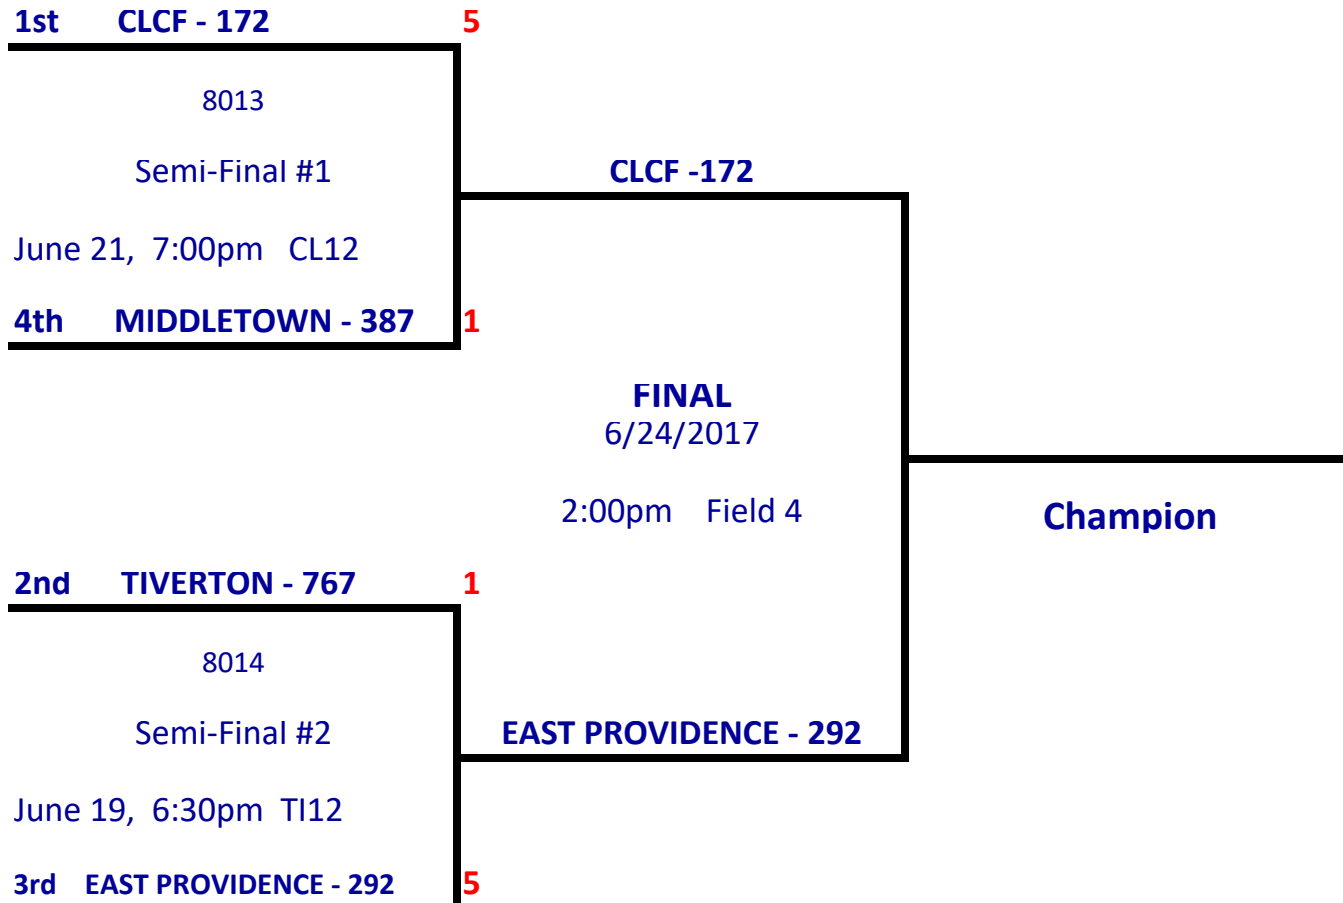 1st CLCF - 172 5
8013
Semi-Final #1
June 21, 7:00pm CL12
4th MIDDLETOWN - 387 1
CLCF -172
FINAL
6/24/2017
2:00pm Field 4
Champion
2nd TIVERTON - 767 1
8014
Semi-Final #2
June 19, 6:30pm TI12
3rd EAST PROVIDENCE - 292 5
EAST PROVIDENCE - 292